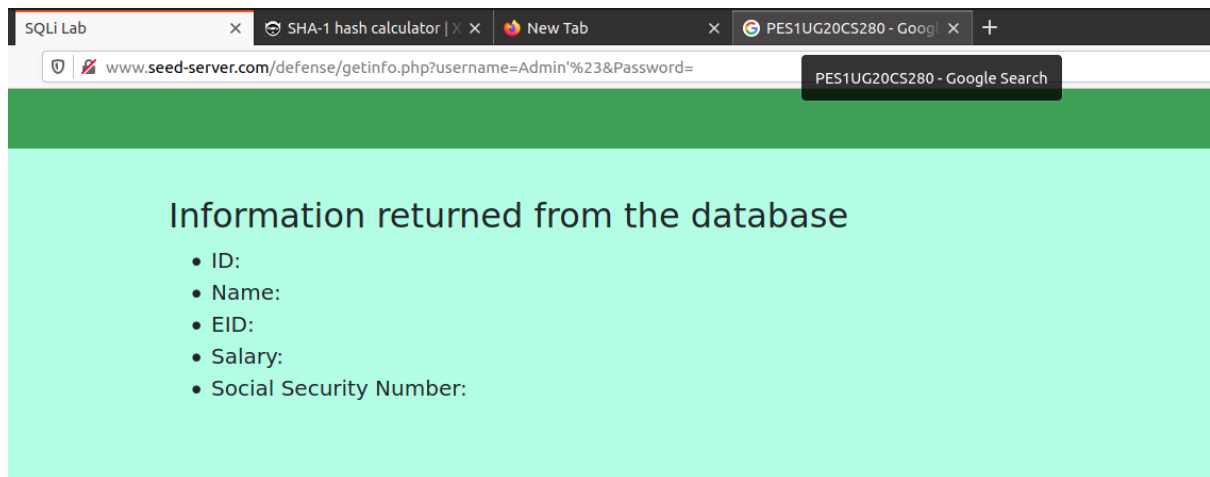 SQLi Lab
SHA-1 hash calculator | X
New Tab
PES1UG20CS280 - Googl
www.seed-server.com/defense/getinfo.php?username=Admin'%23&Password=
PES1UG20CS280 - Google Search
Information returned from the database
• ID:
• Name:
• EID:
• Salary:
• Social Security Number: